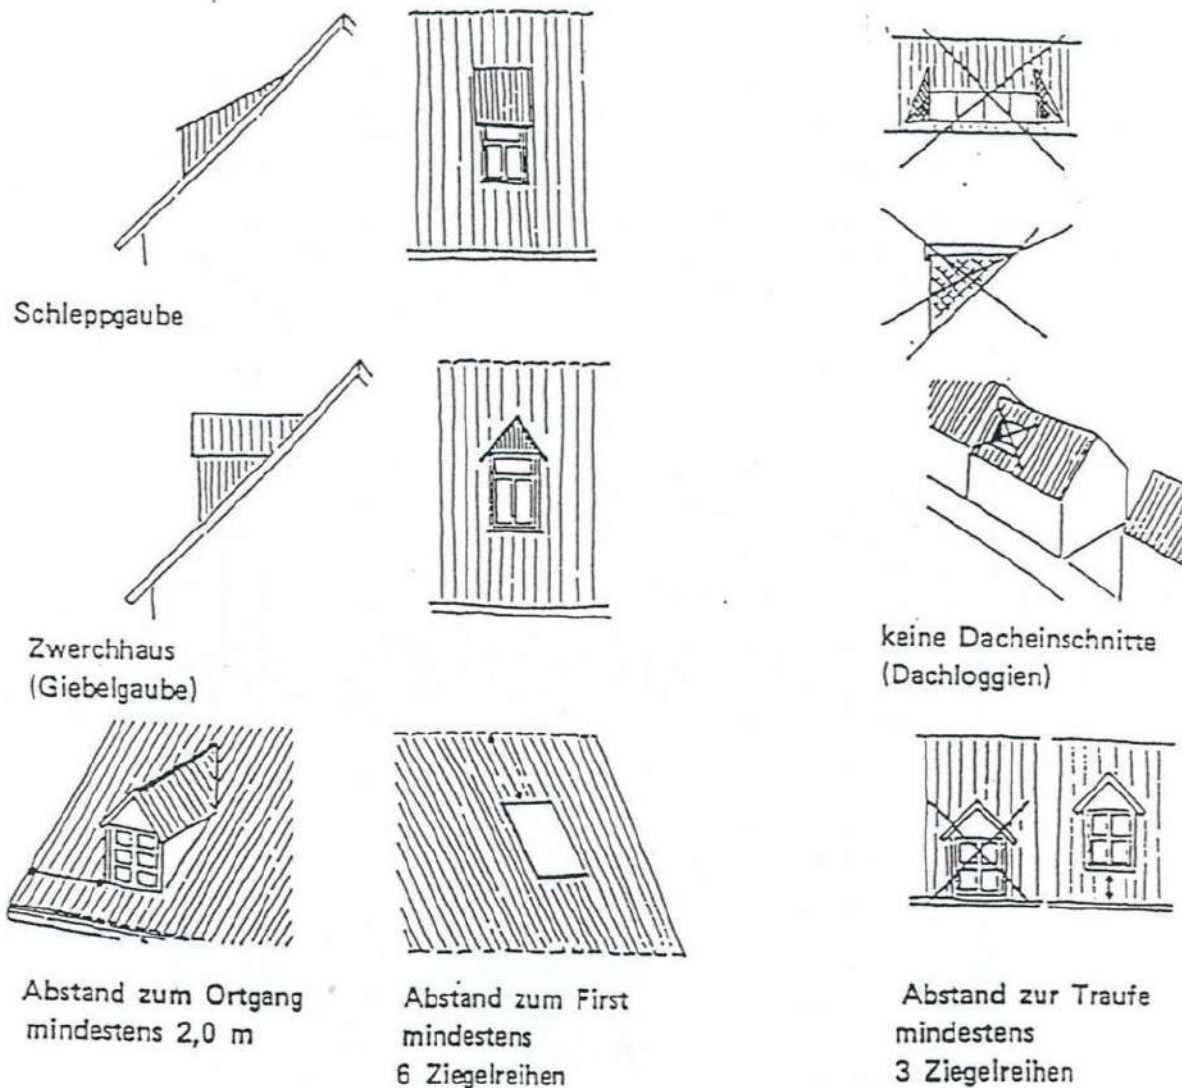 Schleppgaube
Zwerchhaus
(Giebelgaube)
keine Dacheinschnitte
(Dachloggien)
Abstand zum Ortgang
mindestens 2,0 m
Abstand zum First
mindestens
6 Ziegelreihen
Abstand zur Traufe
mindestens
3 Ziegelreihen